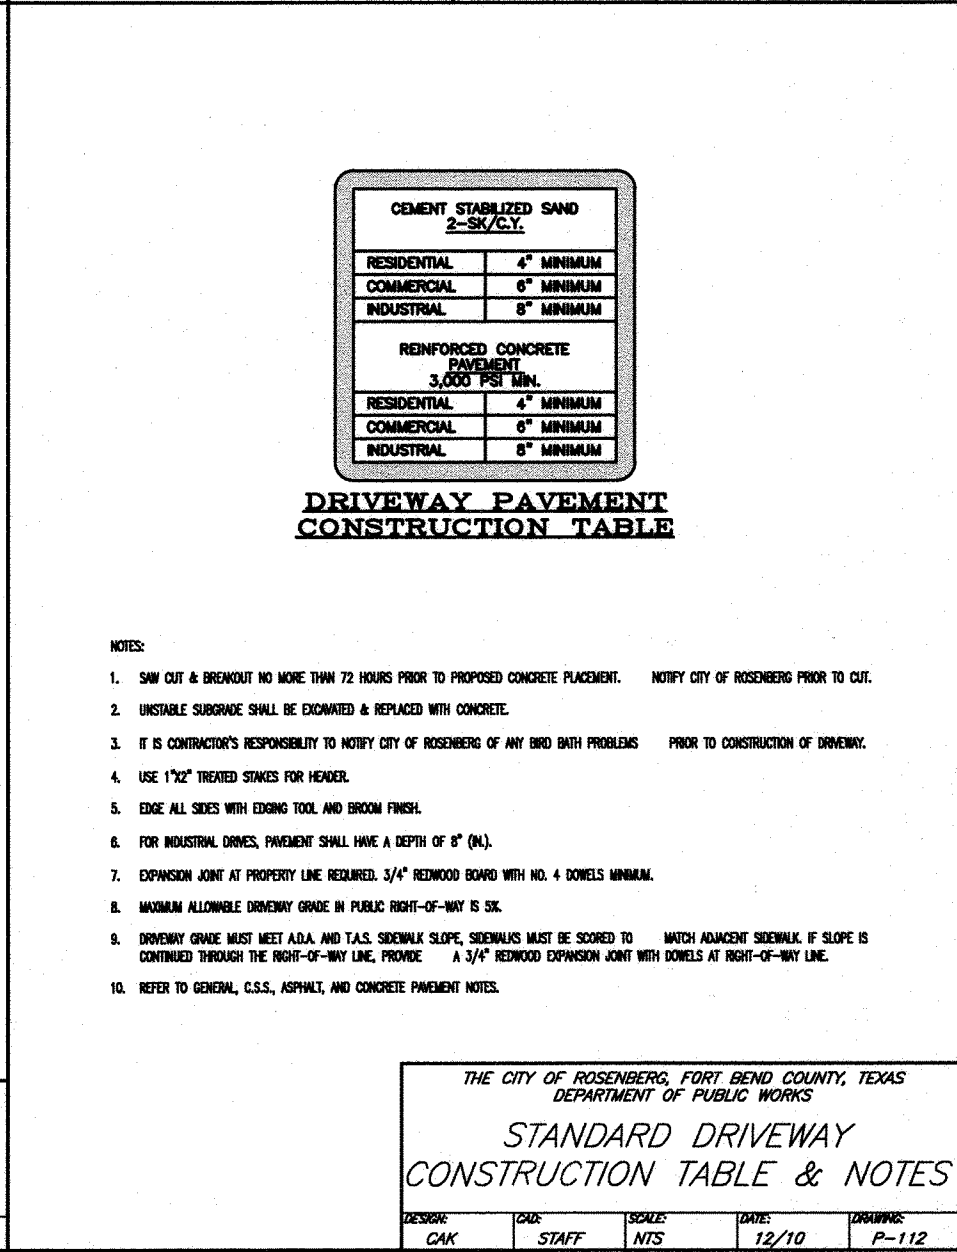 CEMENT STABILIZED SAND
2-SK/C.Y.
RESIDENTIAL 4" MINIMUM
COMMERCIAL 6" MINIMUM
INDUSTRIAL 8" MINIMUM
REINFORCED CONCRETE
PAVEMENT
3,000 PSI MIN.
RESIDENTIAL 4" MINIMUM
COMMERCIAL 6" MINIMUM
INDUSTRIAL 8" MINIMUM
DRIVEWAY PAVEMENT
CONSTRUCTION TABLE
NOTES:
1. SAW CUT & BREAKOUT NO MORE THAN 72 HOURS PRIOR TO PROPOSED CONCRETE PLACEMENT. NOTIFY CITY OF ROSENBERG PRIOR TO CUT.
2. UNSTABLE SUBGRADE SHALL BE EXCAVATED & REPLACED WITH CONCRETE.
3. IT IS CONTRACTOR'S RESPONSIBILITY TO NOTIFY CITY OF ROSENBERG OF ANY BIRD BATH PROBLEMS PRIOR TO CONSTRUCTION OF DRIVEWAY.
4. USE 1"X2" TREATED STAKES FOR HEADER.
5. EDGE ALL SIDES WITH EDGING TOOL AND BROOM FINISH.
6. FOR INDUSTRIAL DRIVES, PAVEMENT SHALL HAVE A DEPTH OF 8" (IN.).
7. EXPANSION JOINT AT PROPERTY LINE REQUIRED. 3/4" REDWOOD BOARD WITH NO. 4 DOWELS MINIMUM.
8. MAXIMUM ALLOWABLE DRIVEWAY GRADE IN PUBLIC RIGHT-OF-WAY IS 5%.
9. DRIVEWAY GRADE MUST MEET A.D.A. AND T.A.S. SIDEWALK SLOPE, SIDEWALKS MUST BE SCORED TO MATCH ADJACENT SIDEWALK. IF SLOPE IS
CONTINUED THROUGH THE RIGHT-OF-WAY LINE, PROVIDE A 3/4" REDWOOD EXPANSION JOINT WITH DOWELS AT RIGHT-OF-WAY LINE.
10. REFER TO GENERAL, C.S.S., ASPHALT, AND CONCRETE PAVEMENT NOTES.
THE CITY OF ROSENBERG, FORT BEND COUNTY, TEXAS
DEPARTMENT OF PUBLIC WORKS
STANDARD DRIVEWAY
CONSTRUCTION TABLE & NOTES
DESIGN: CAD: SCALE: DATE: DRAWING:
CAK STAFF NTS 12/10 P-112